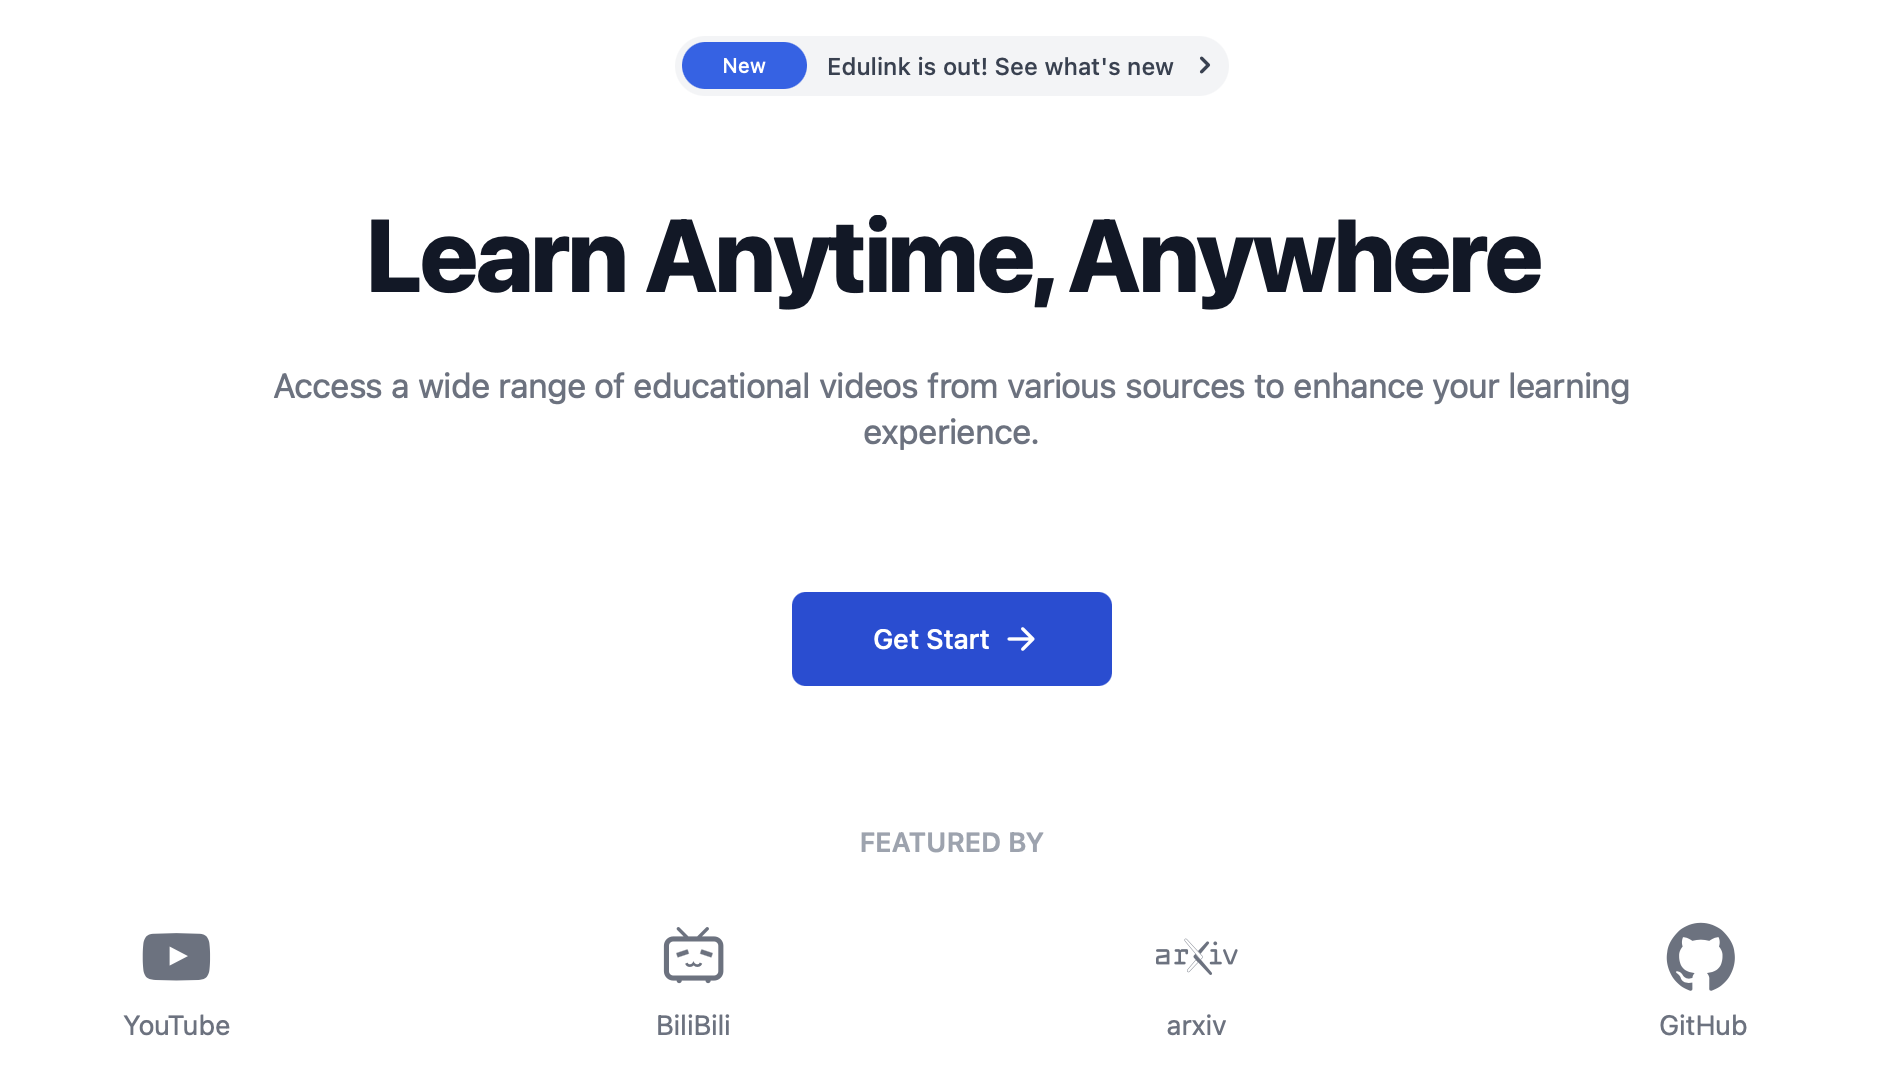 New
Edulink is out! See what's new
Learn Anytime, Anywhere
Access a wide range of educational videos from various sources to enhance your learning
experience.
Get Start
FEATURED BY
arXiv
YouTube
BiliBili
arxiv
GitHub